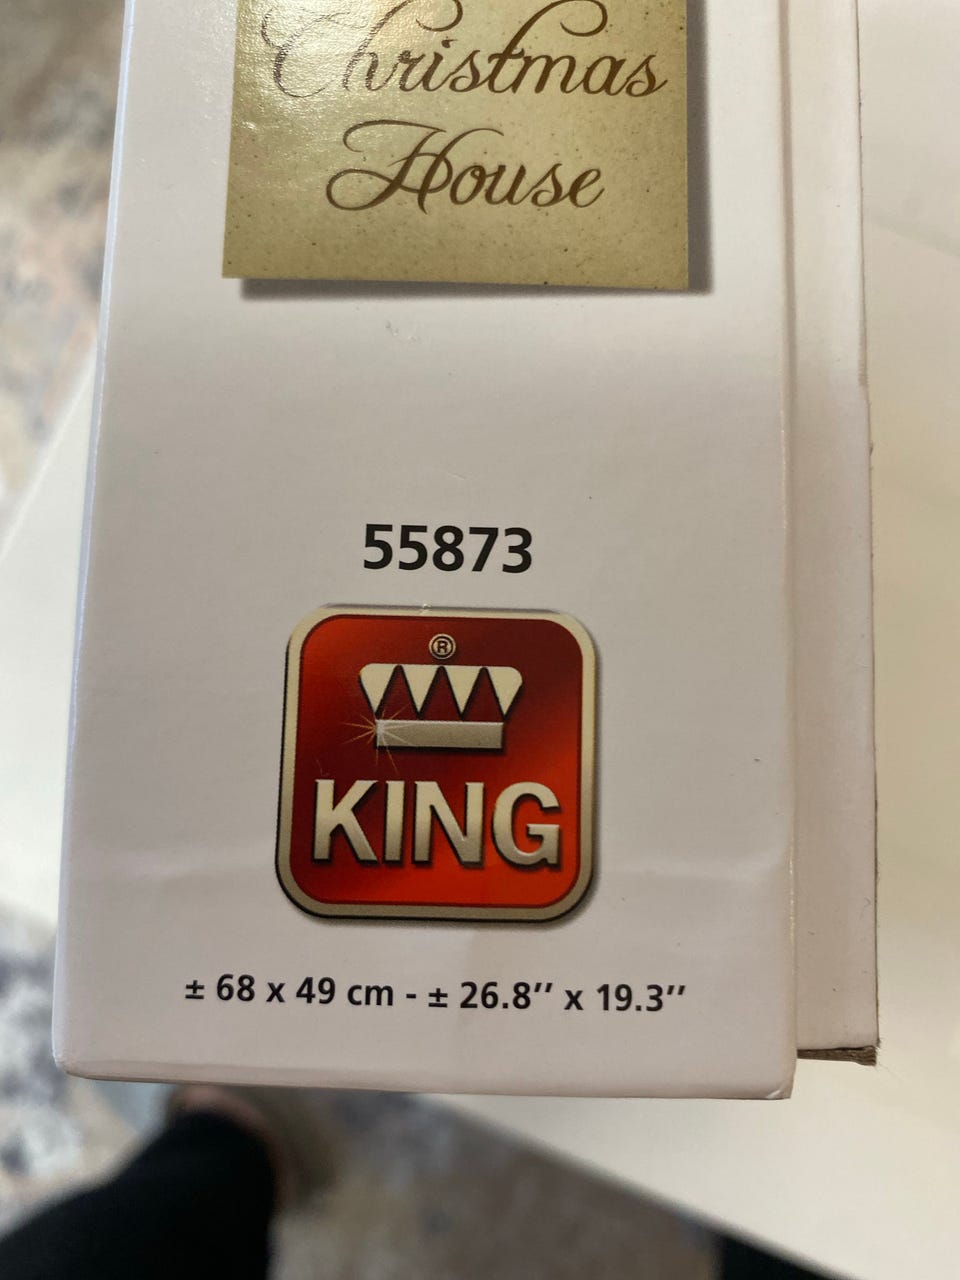 Christmas
House
55873
®
KING
± 68 x 49 cm - ± 26.8’’ x 19.3’’